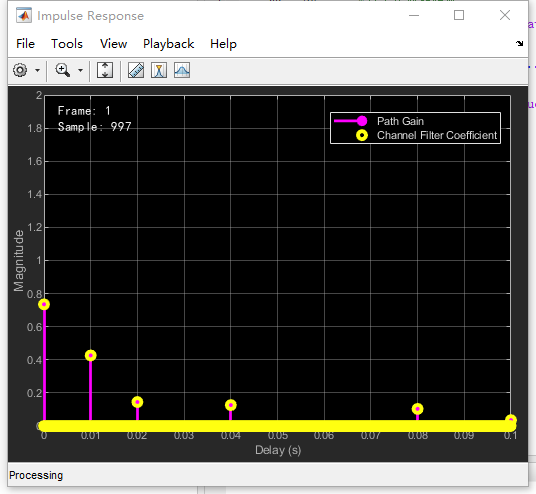 Impulse Response
File Tools View Playback Help
Frame: 1
Sample: 997
Path Gain
Channel Filter Coefficient
2
1.8
1.6
1.4
1.2
1
0.8
0.6
0.4
0.2
0
Magnitude
0 0.01 0.02 0.03 0.04 0.05 0.06 0.07 0.08 0.09 0.1
Delay (s)
Processing